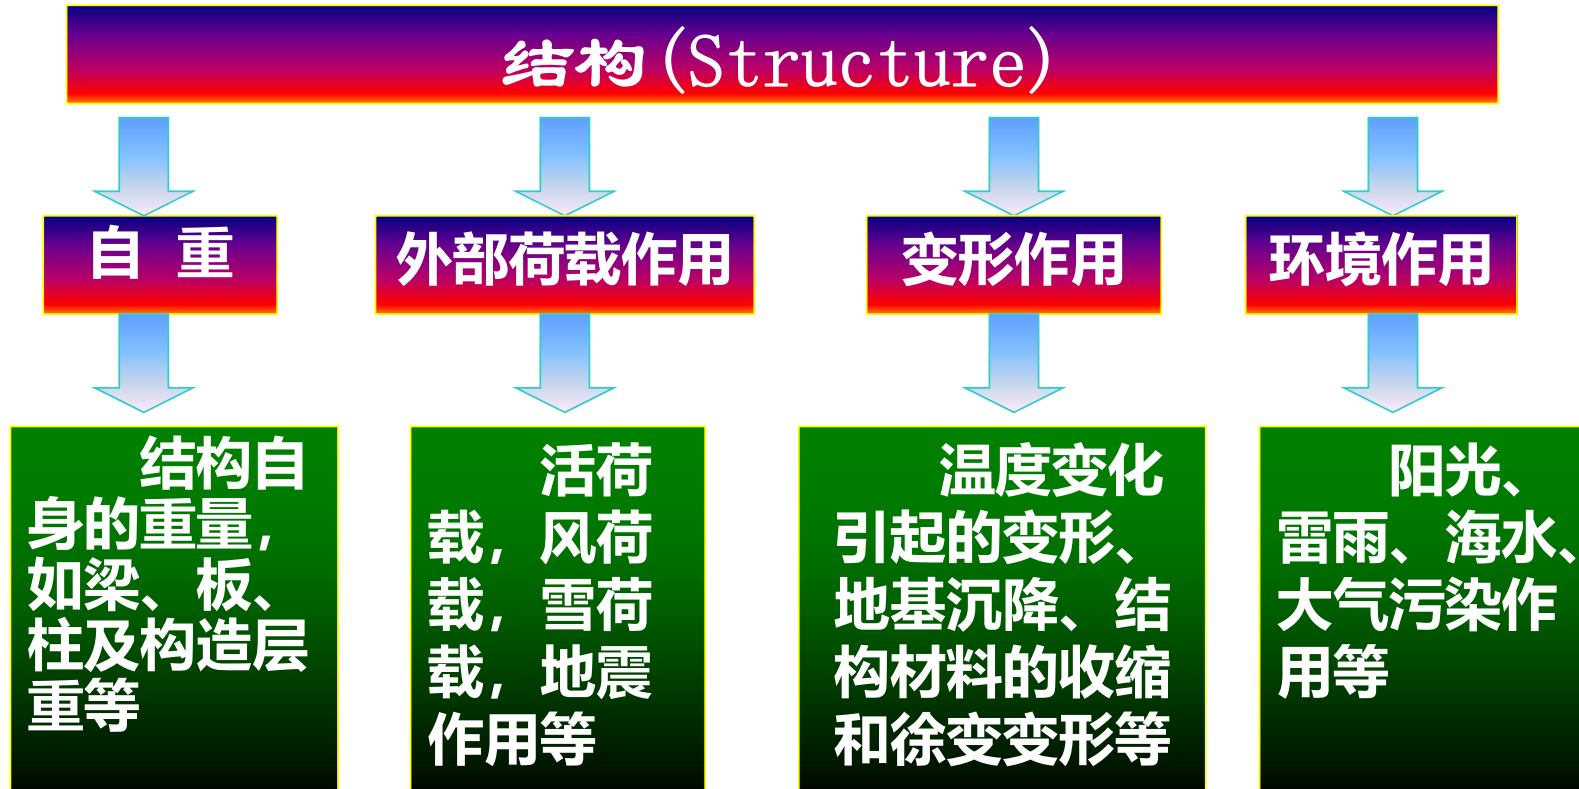 结构(Structure)
自 重
外部荷载作用
变形作用
环境作用
结构自
身的重量，
如梁、板、
柱及构造层
重等
活荷
载，风荷
载，雪荷
载，地震
作用等
温度变化
引起的变形、
地基沉降、结
构材料的收缩
和徐变变形等
阳光、
雷雨、海水、
大气污染作
用等